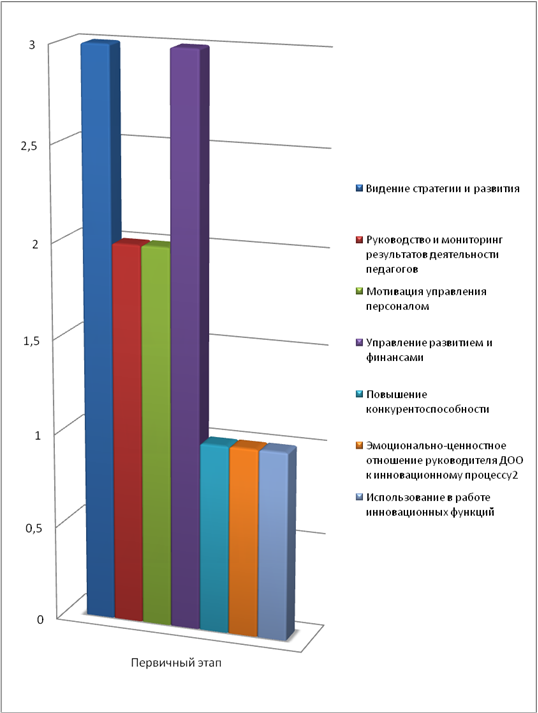 3
2,5
2
1,5
1
0,5
0
Первичный этап
Видение стратегии и развития
Руководство и мониторинг
результатов деятельности
педагогов
Мотивация управления
персоналом
Управление развитием и
финансами
Повышение
конкурентоспособности
Эмоционально-ценностное
отношение руководителя ДОО
к инновационному процессу2
Использование в работе
инновационных функций